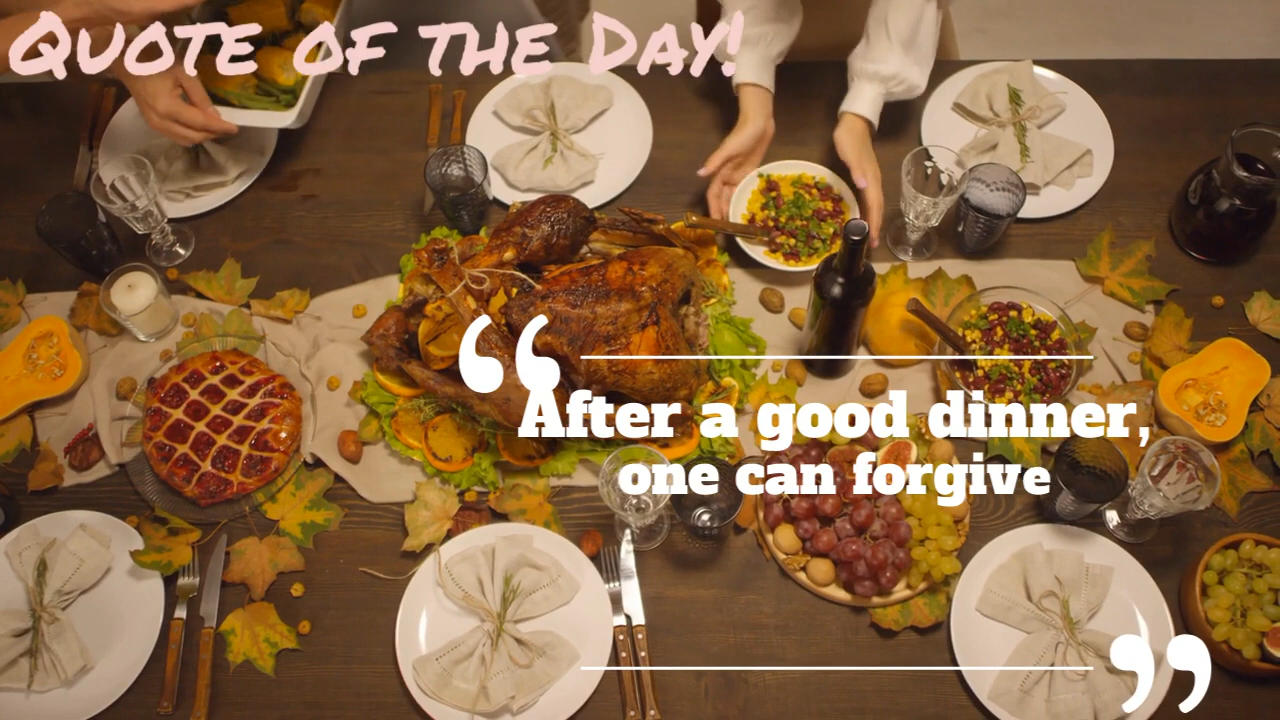 Quote of the Day!
“
After a good dinner,
one can forgive
”